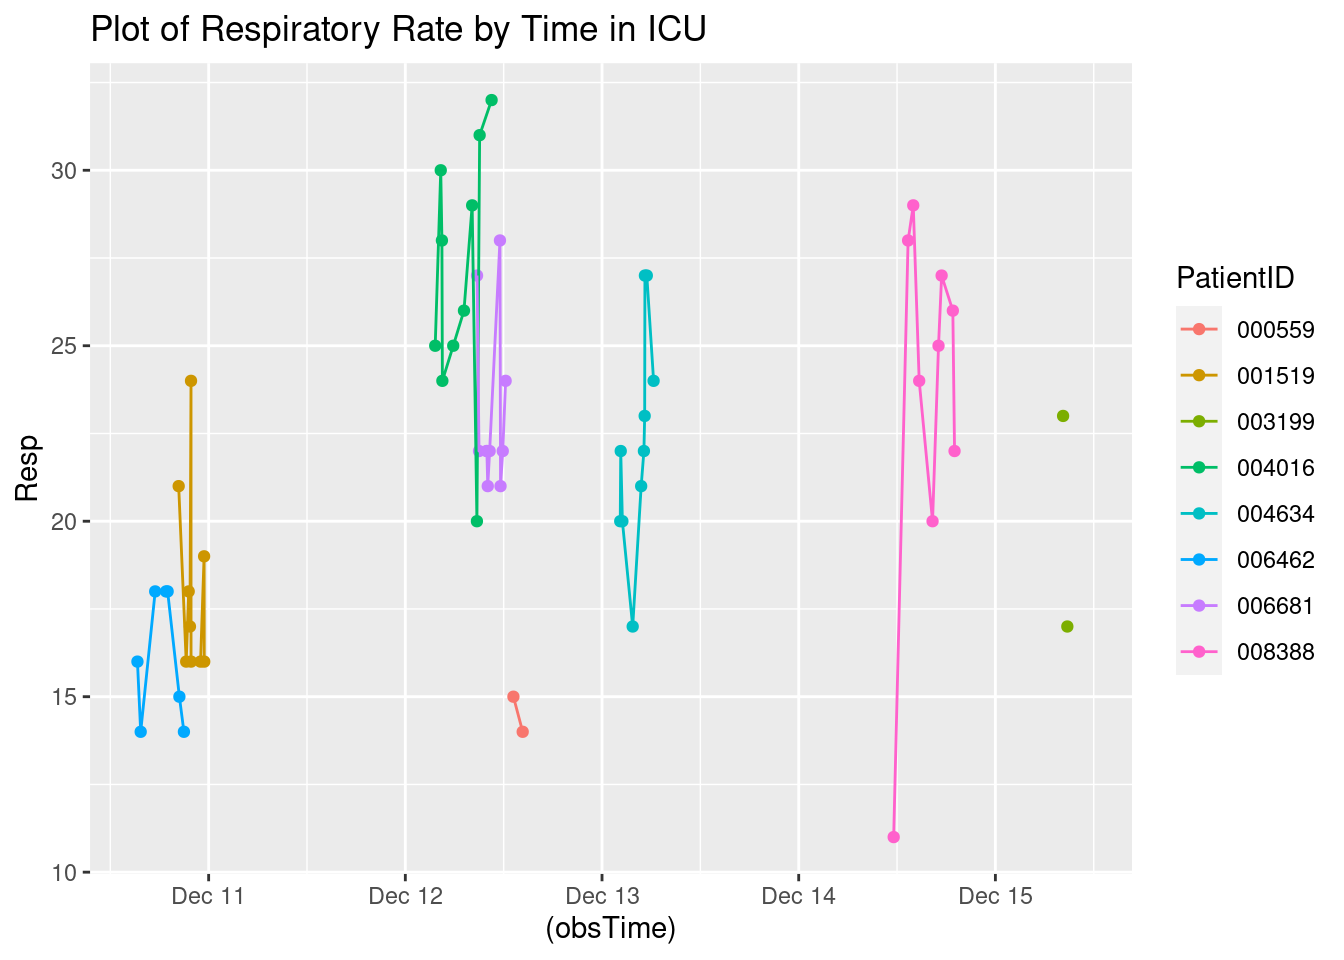 Plot of Respiratory Rate by Time in ICU
Resp
30
25
20
15
10
Dec 11 Dec 12 Dec 13 Dec 14 Dec 15
(obsTime)
PatientID
000559
001519
003199
004016
004634
006462
006681
008388